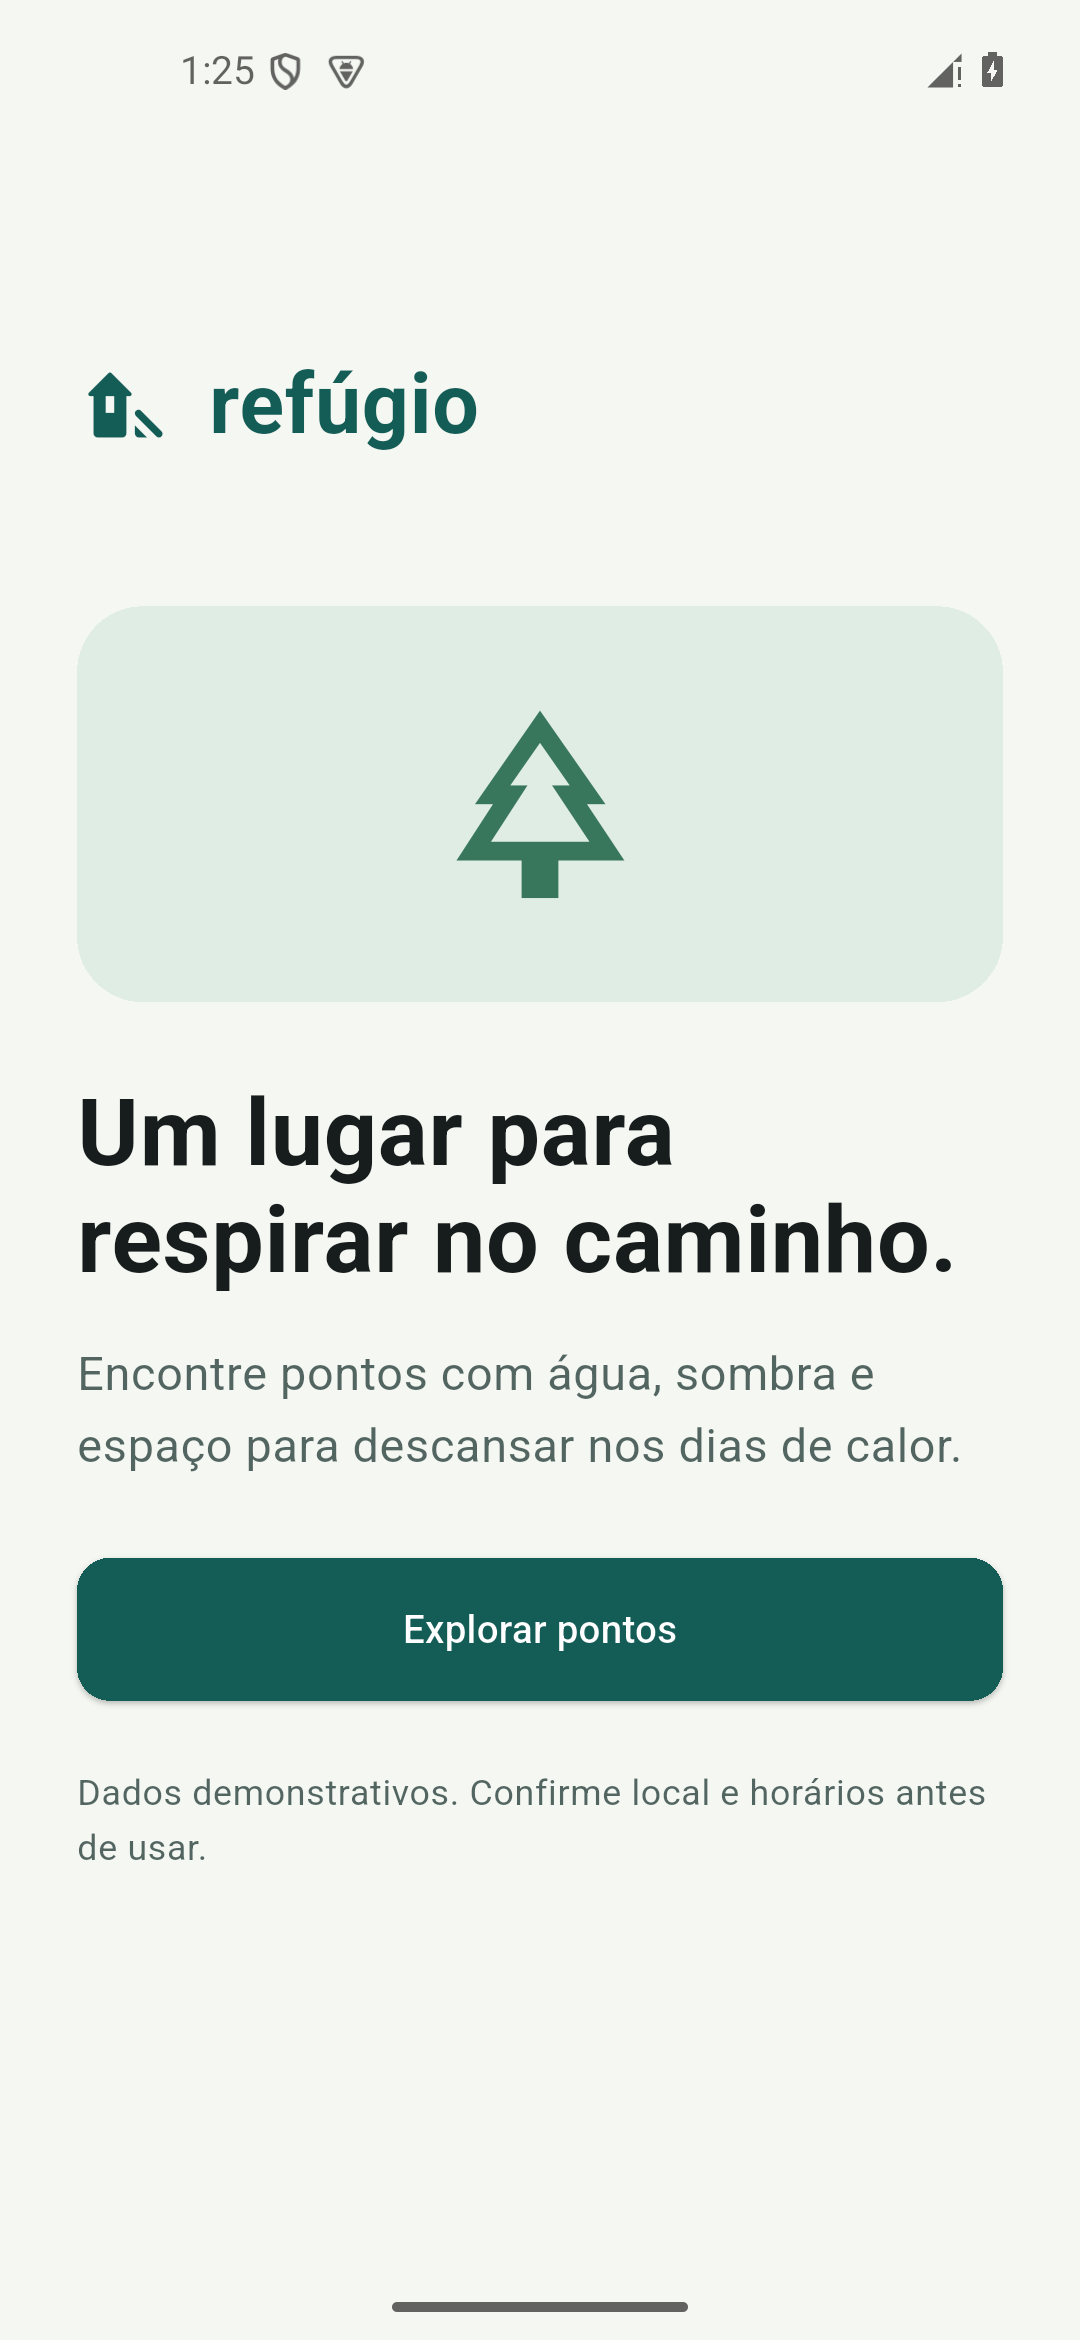 1:25
refúgio
Um lugar para
respirar no caminho.
Encontre pontos com água, sombra e
espaço para descansar nos dias de calor.
Explorar pontos
Dados demonstrativos. Confirme local e horários antes
de usar.